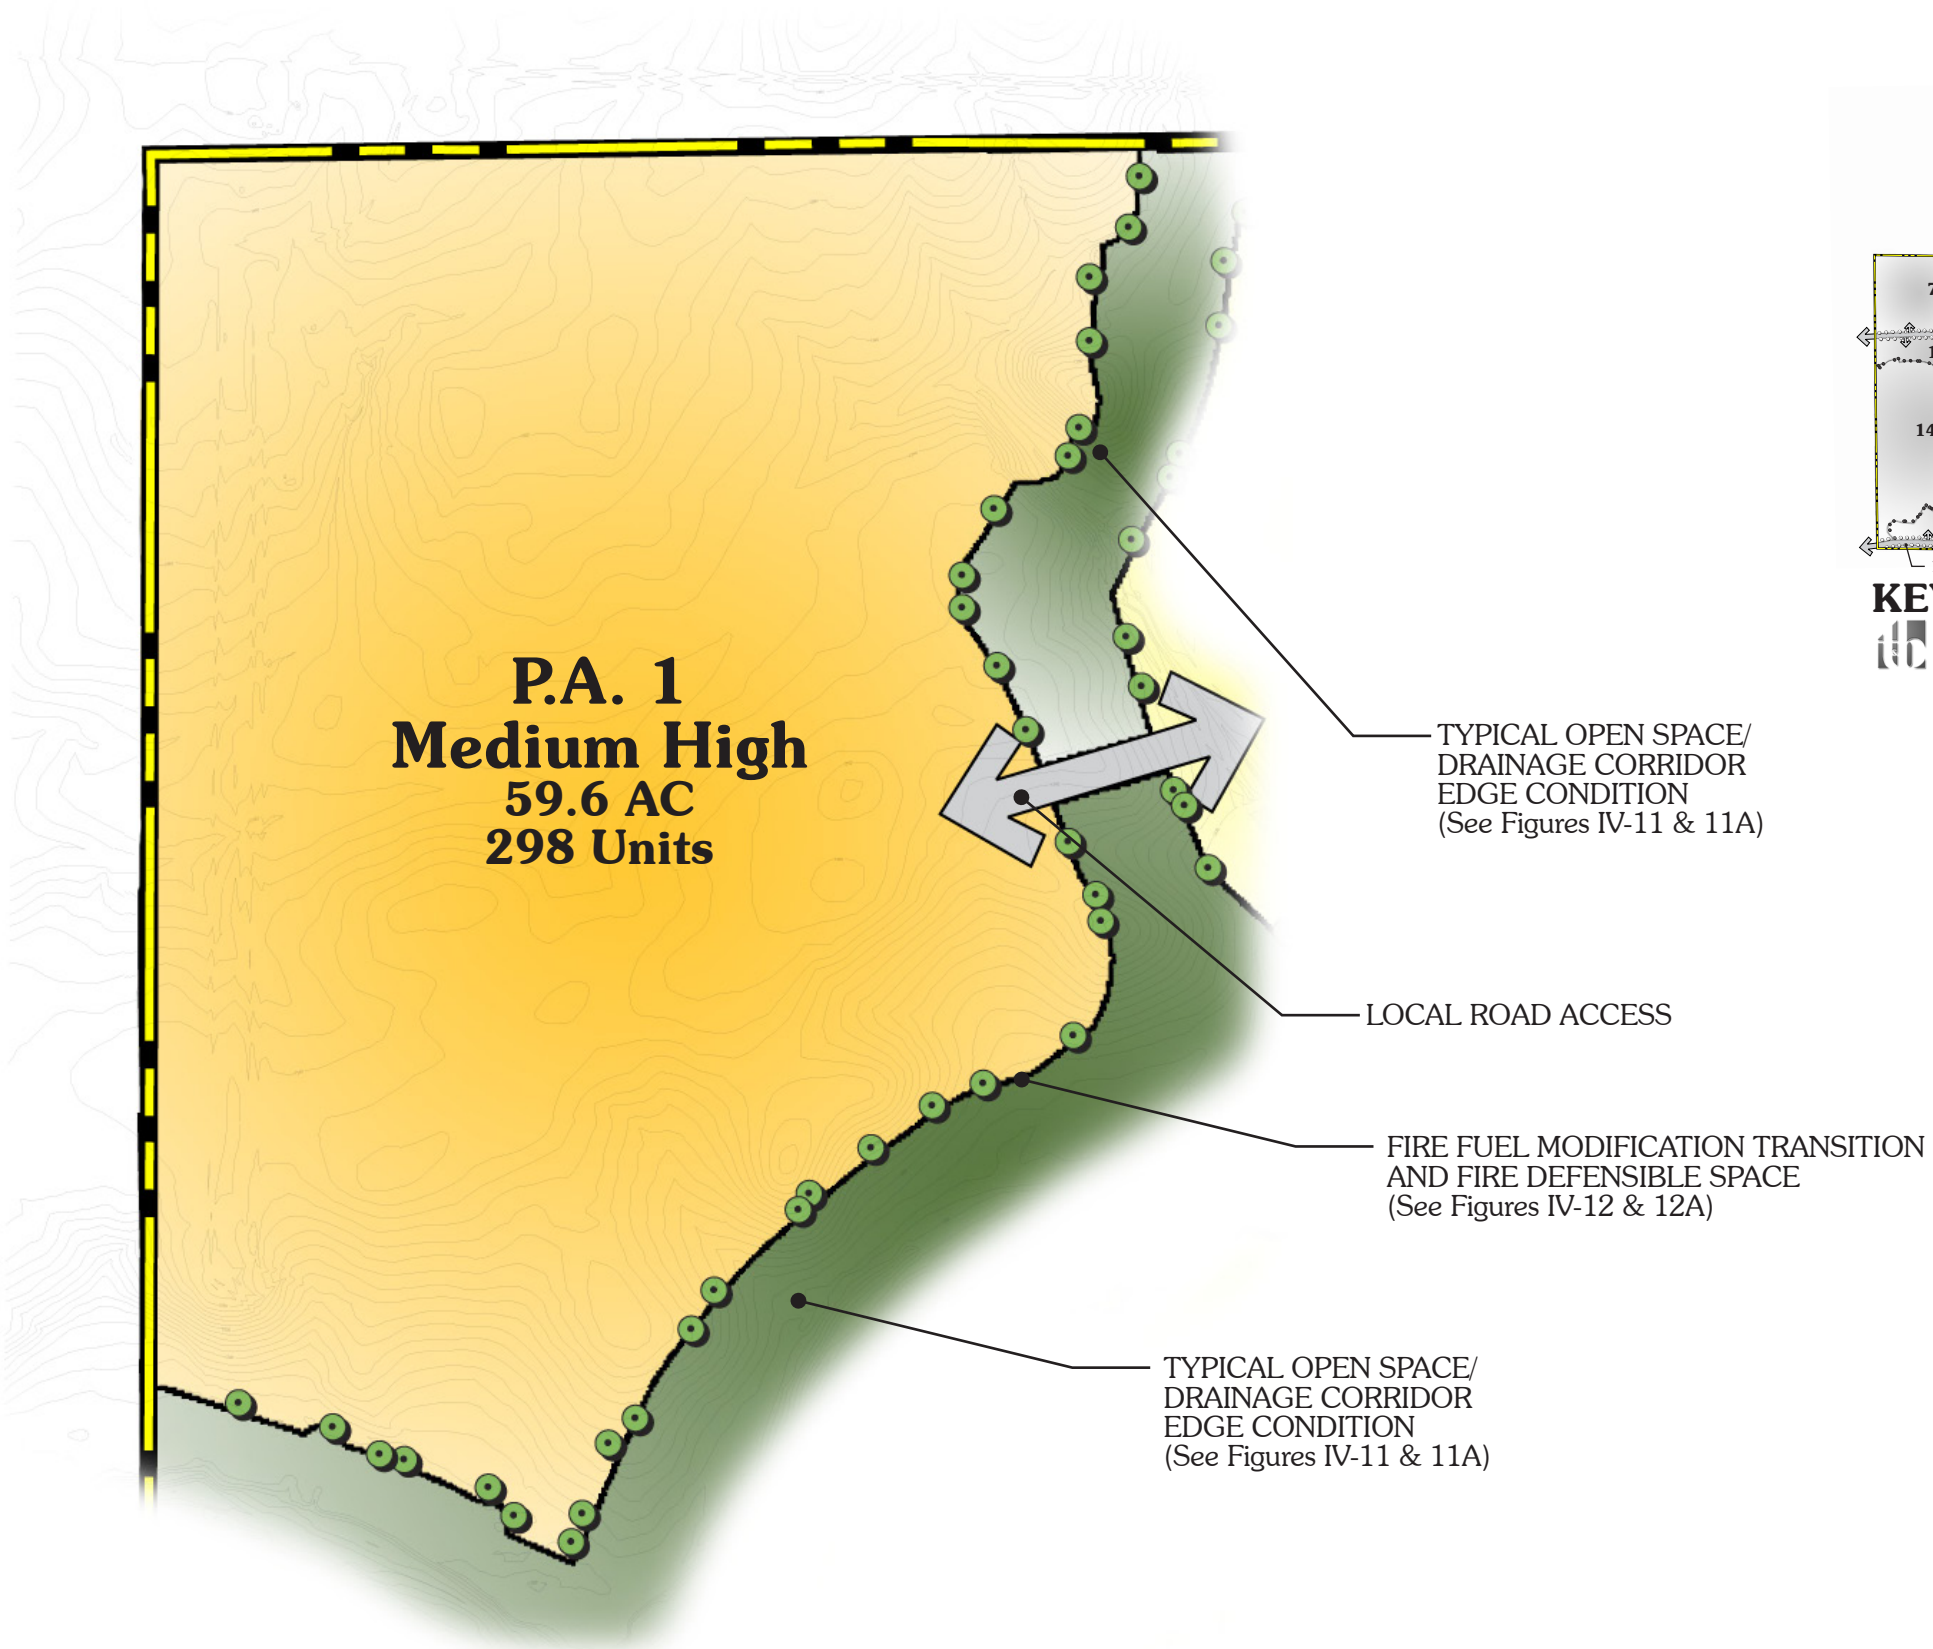 P.A. 1
Medium High
59.6 AC
298 Units
TYPICAL OPEN SPACE/
DRAINAGE CORRIDOR
EDGE CONDITION
(See Figures IV-11 & 11A)
LOCAL ROAD ACCESS
FIRE FUEL MODIFICATION TRANSITION
AND FIRE DEFENSIBLE SPACE
(See Figures IV-12 & 12A)
TYPICAL OPEN SPACE/
DRAINAGE CORRIDOR
EDGE CONDITION
(See Figures IV-11 & 11A)
14